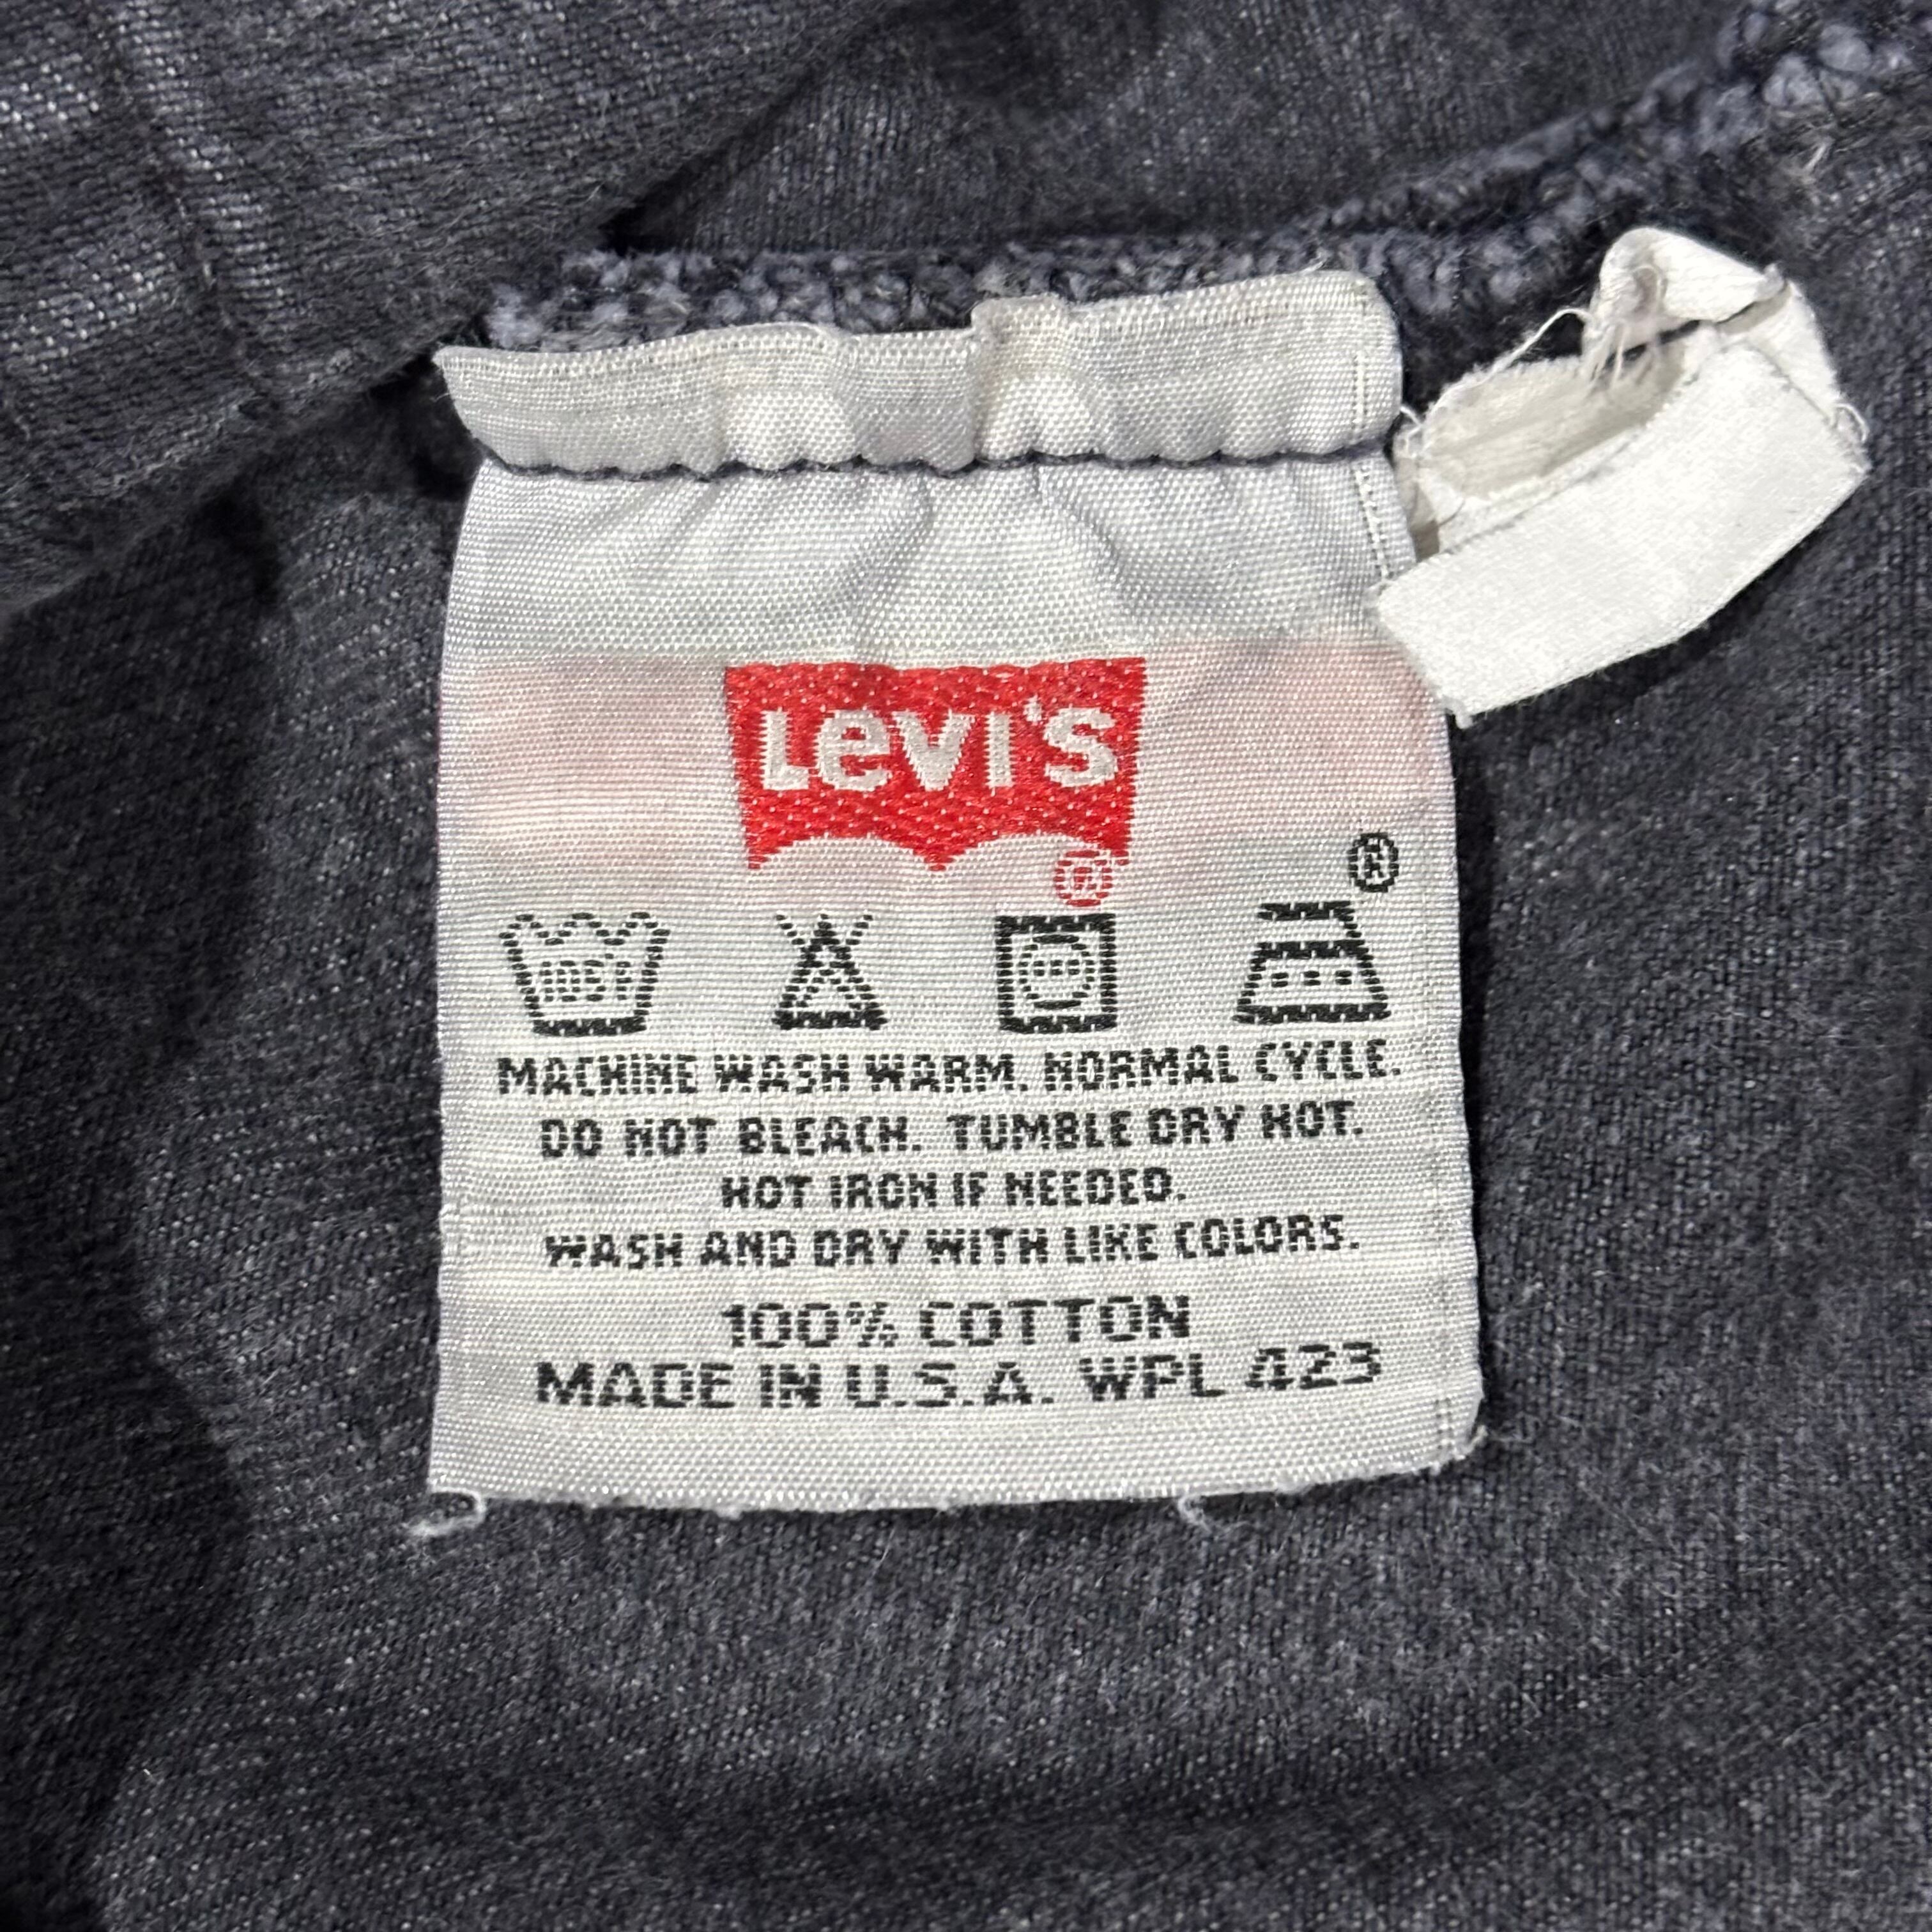 Levi's
®
®
105F
MACHINE WASH WARM. NORMAL CYCLE.
DO NOT BLEACH. TUMBLE DRY HOT.
HOT IRON IF NEEDED.
WASH AND DRY WITH LIKE COLORS.
100% COTTON
MADE IN U.S.A. WPL 423